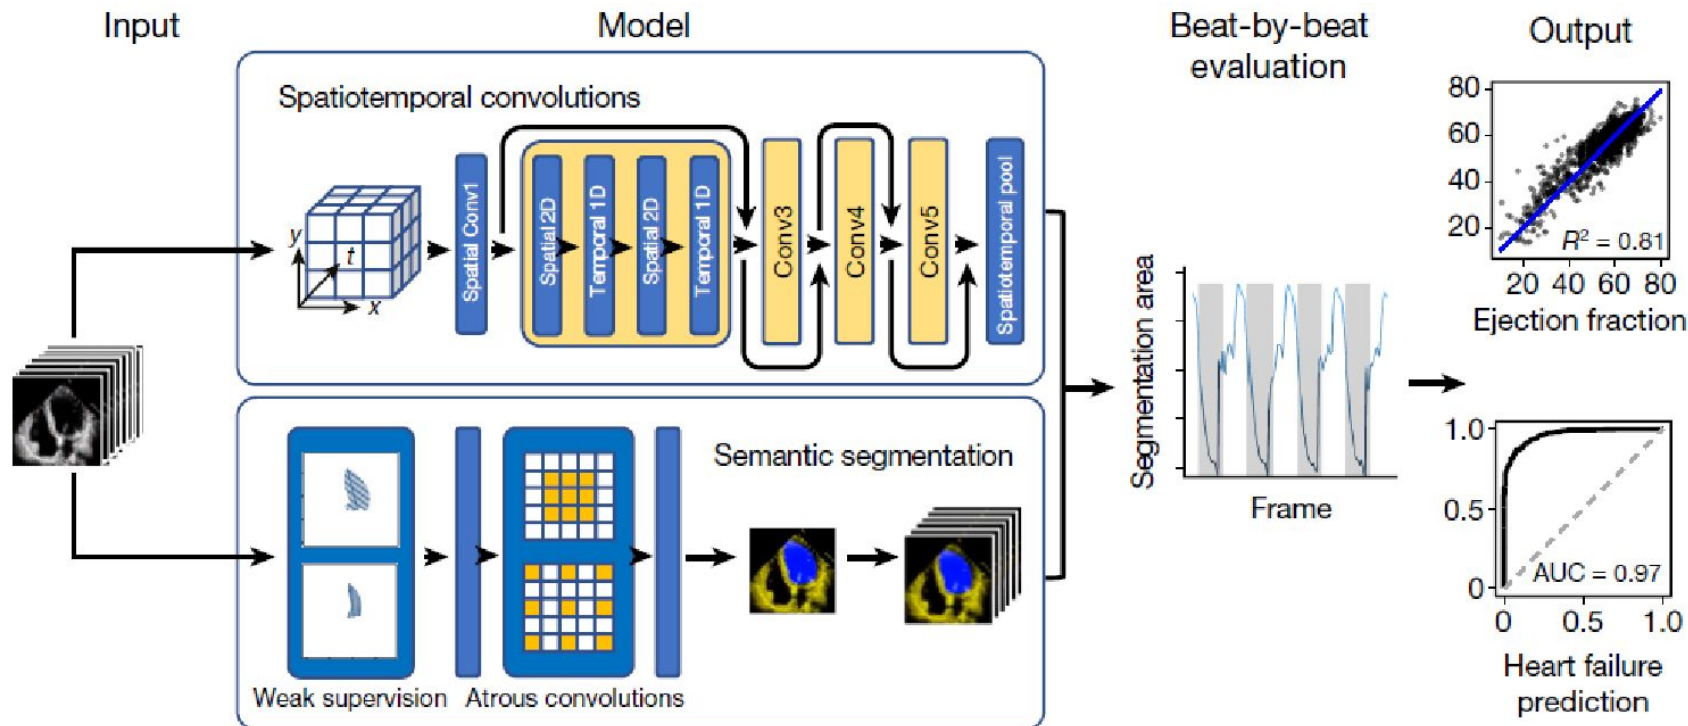 Input
Model
Beat-by-beat
evaluation
Output
Spatiotemporal convolutions
y
t
x
Spatial Conv1
Spatial 2D
Temporal 1D
Spatial 2D
Temporal 1D
Conv3
Conv4
Conv5
Spatiotemporal pool
Weak supervision
Atrous convolutions
Semantic segmentation
Segmentation area
Frame
80
60
40
20
R² = 0.81
20 40 60 80
Ejection fraction
1.0
0.5
0
AUC = 0.97
0 0.5 1.0
Heart failure
prediction